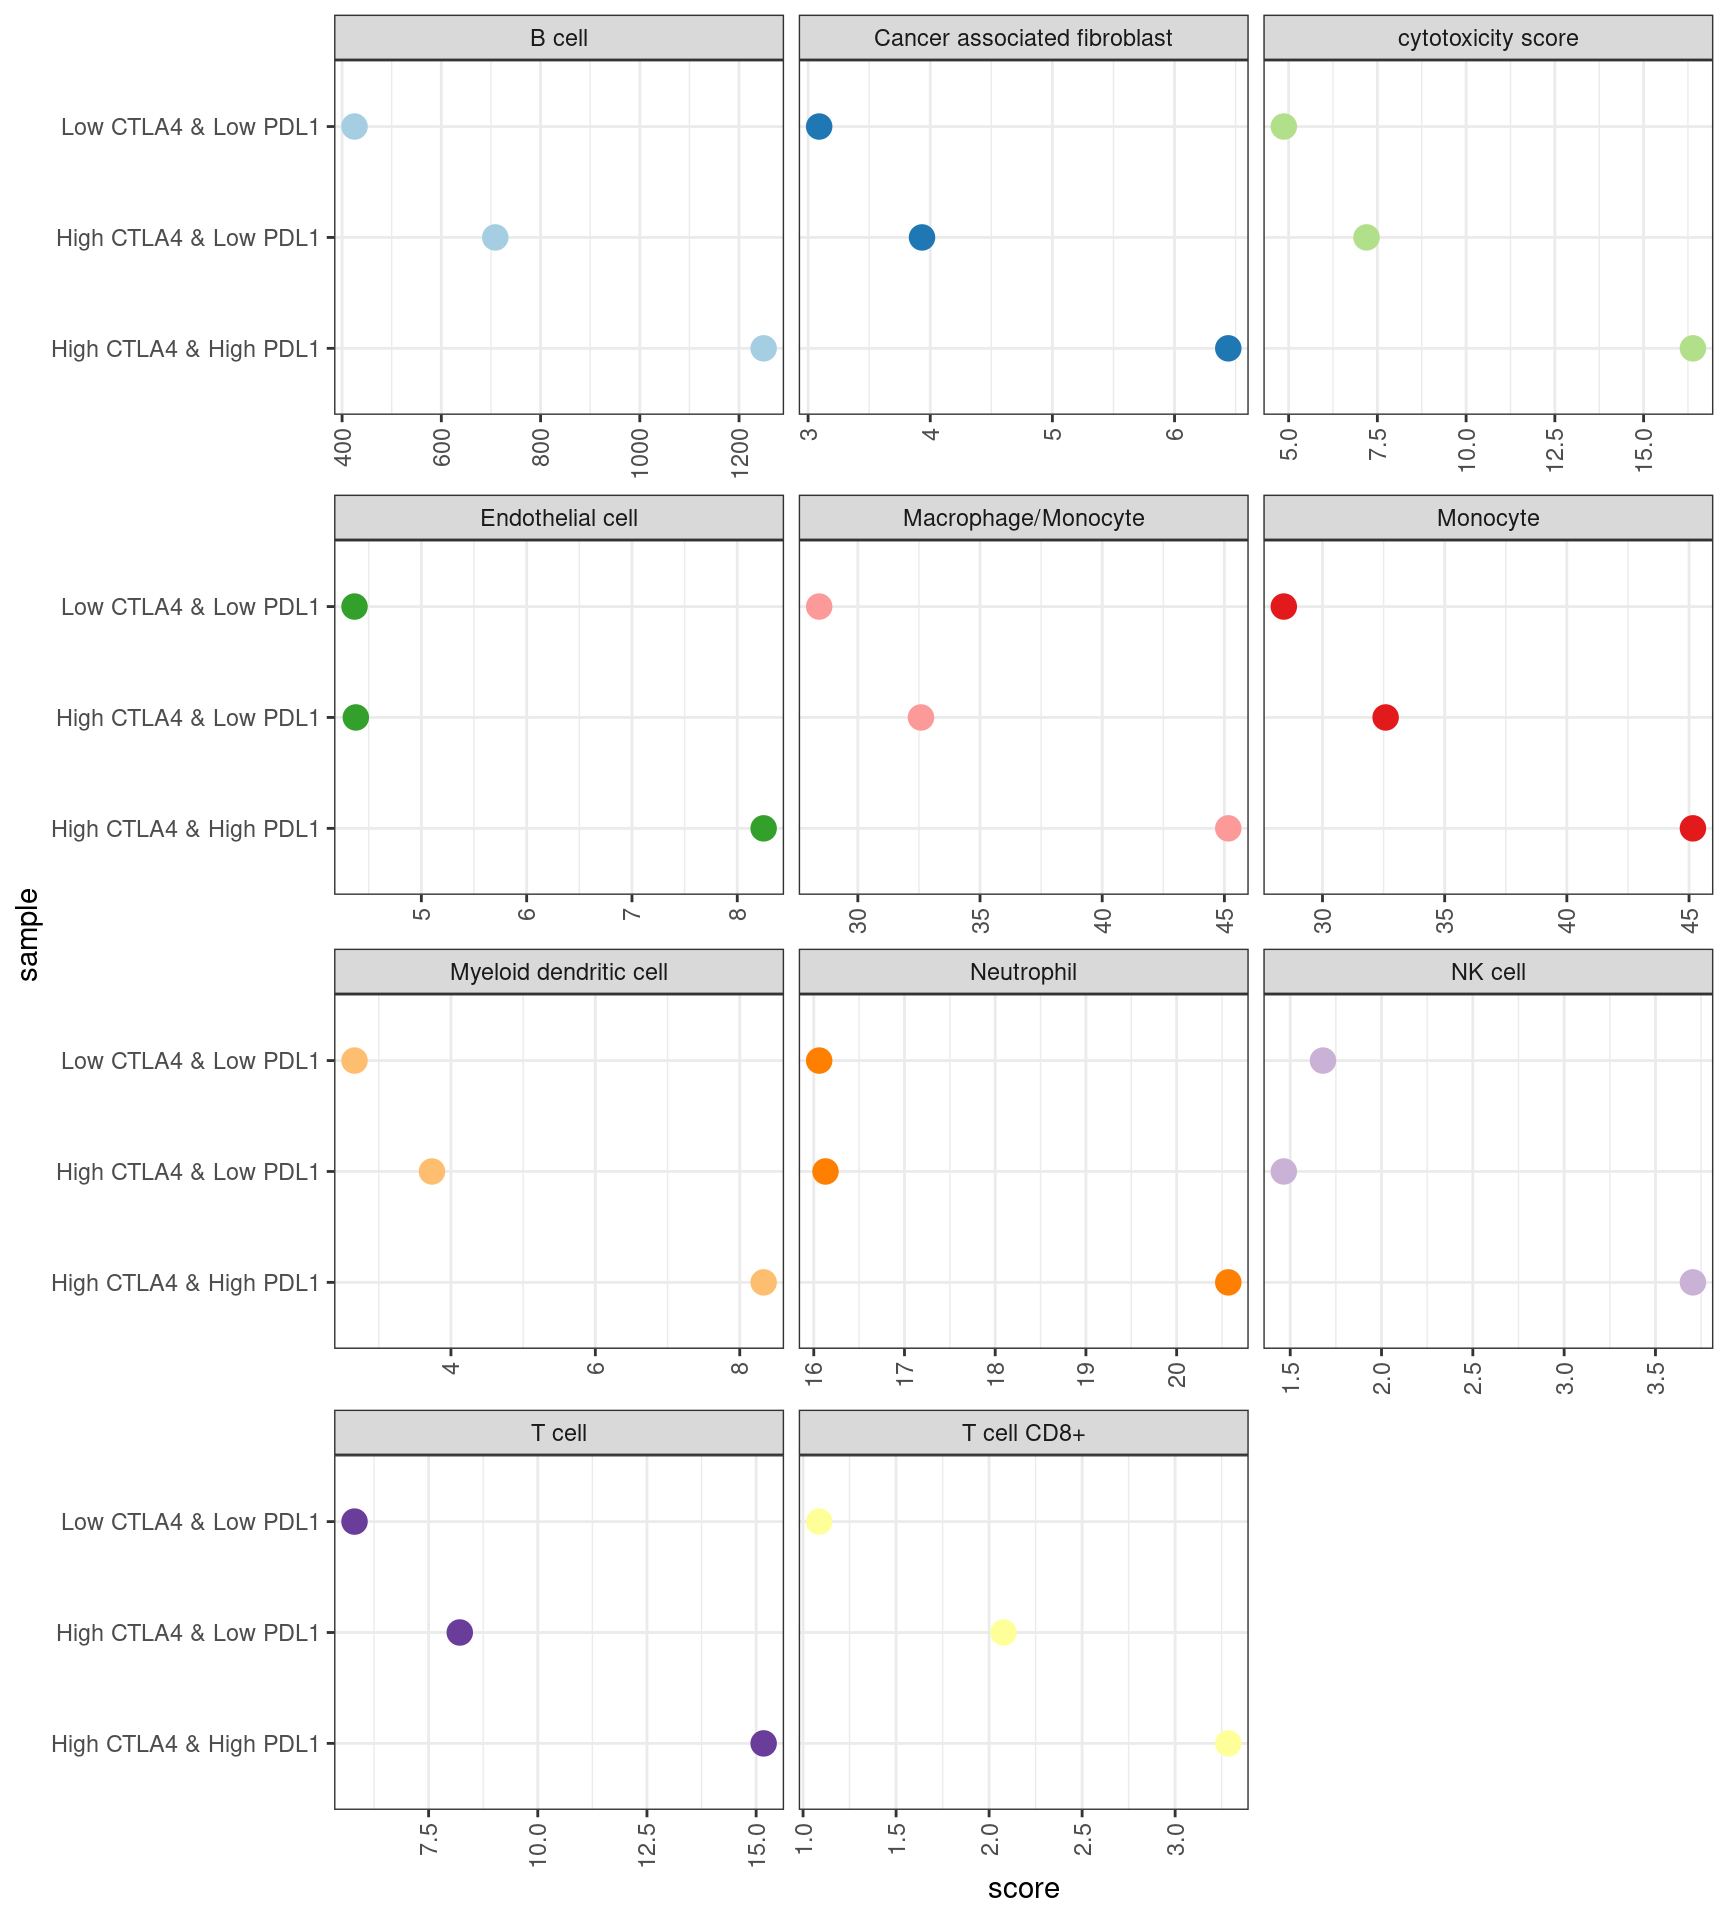 B cell
Cancer associated fibroblast
cytotoxicity score
Low CTLA4 & Low PDL1
High CTLA4 & Low PDL1
High CTLA4 & High PDL1
400 600 800 1000 1200
3 4 5 6
5.0 7.5 10.0 12.5 15.0
Endothelial cell
Macrophage/Monocyte
Monocyte
Low CTLA4 & Low PDL1
High CTLA4 & Low PDL1
High CTLA4 & High PDL1
5 6 7 8
30 35 40 45
30 35 40 45
sample
Myeloid dendritic cell
Neutrophil
NK cell
Low CTLA4 & Low PDL1
High CTLA4 & Low PDL1
High CTLA4 & High PDL1
4 6 8
16 17 18 19 20
1.5 2.0 2.5 3.0 3.5
T cell
T cell CD8+
Low CTLA4 & Low PDL1
High CTLA4 & Low PDL1
High CTLA4 & High PDL1
7.5 10.0 12.5 15.0
1.0 1.5 2.0 2.5 3.0
score